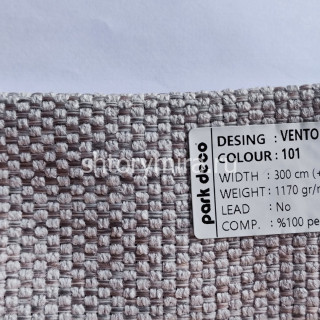 park deco
DESING : VENTO
COLOUR : 101
WIDTH : 300 cm (+
WEIGHT : 1170 gr/
LEAD : No
COMP. : %100 pe